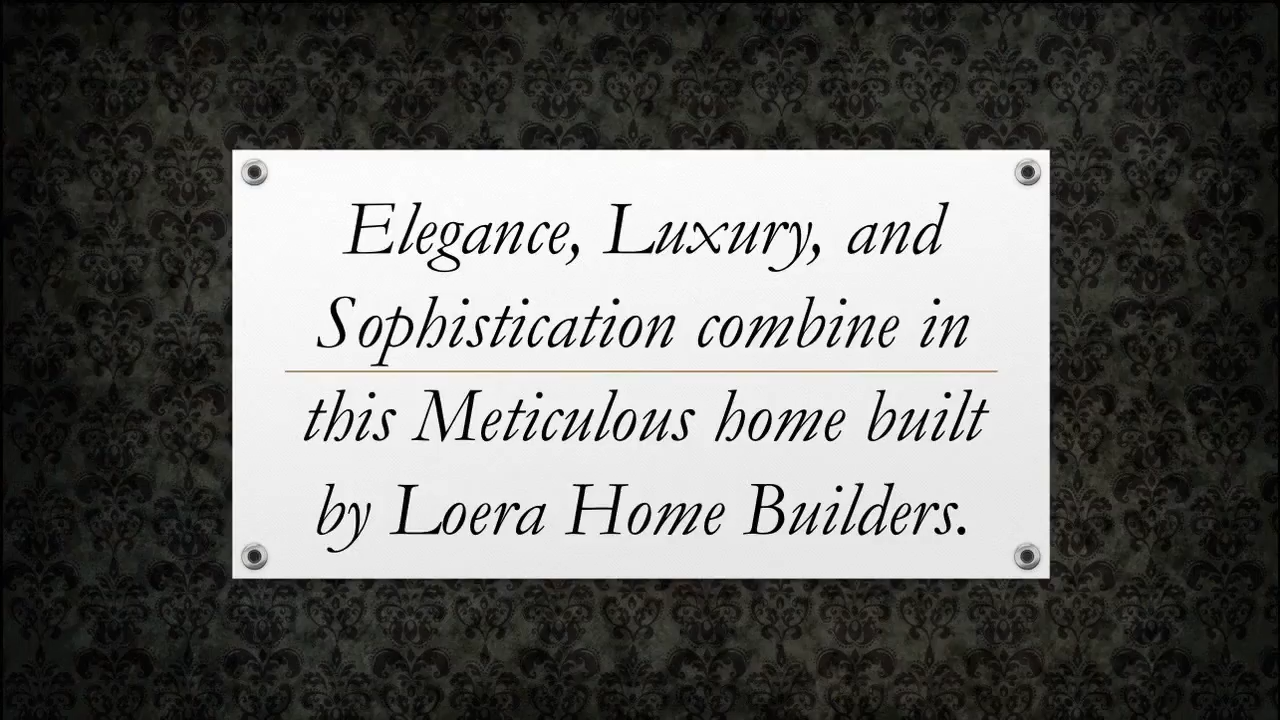 Elegance, Luxury, and
Sophistication combine in
this Meticulous home built
by Loera Home Builders.